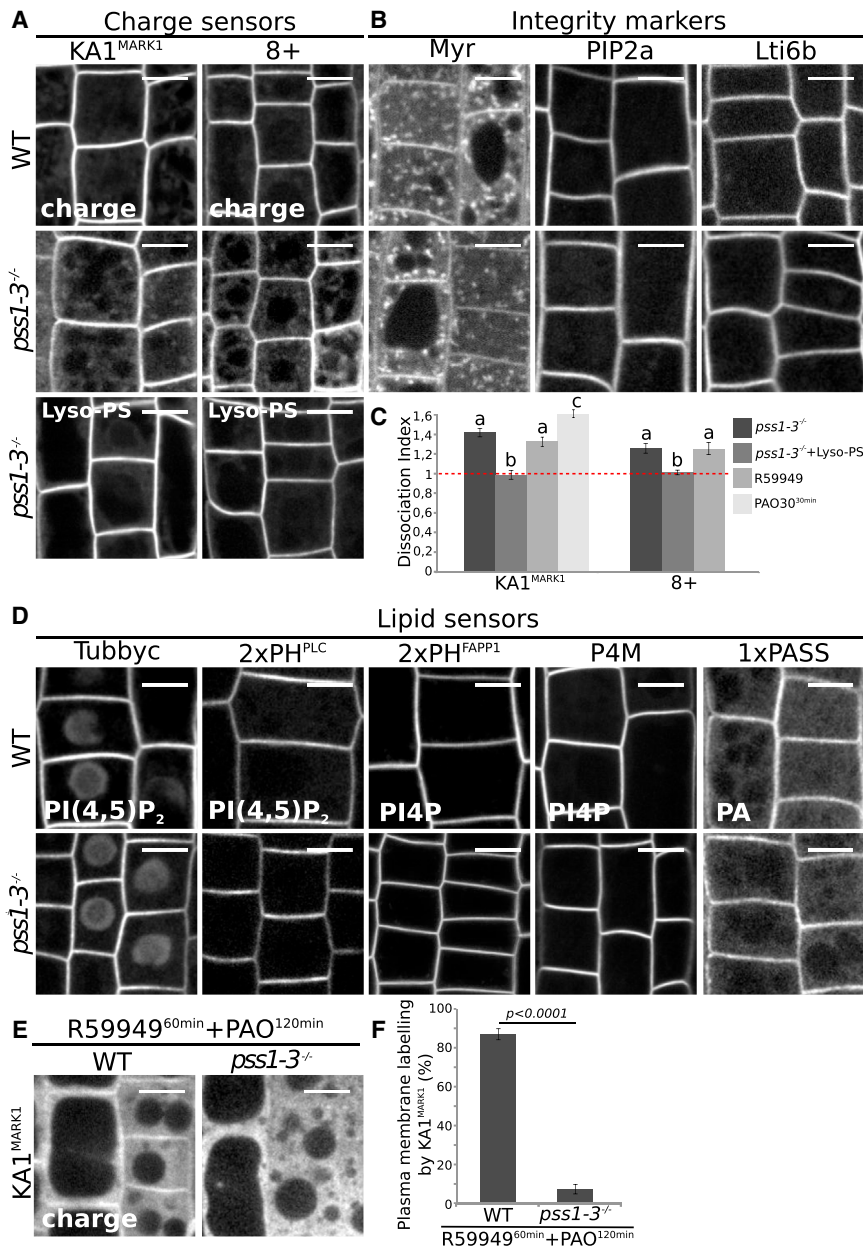 A Charge sensors
KA1MARK1 8+
WT
charge charge
pss1-3-/-
Lyso-PS Lyso-PS
pss1-3-/-
B Integrity markers
Myr PIP2a Lti6b
C
Dissociation Index
1,6
1,4
1,2
1
0,8
0,6
0,4
0,2
0
a b a c
a b a
KA1MARK1 8+
pss1-3-/-
pss1-3-/-+Lyso-PS
R59949
PAO3030min
D Lipid sensors
Tubbyc 2xPHPLC 2xPHFAPP1 P4M 1xPASS
WT
PI(4,5)P2 PI(4,5)P2 PI4P PI4P PA
pss1-3-/-
E R5994960min+PAO120min
WT pss1-3-/-
KA1MARK1
charge
F
Plasma membrane labelling
by KA1MARK1 (%)
100
80
60
40
20
0
p<0.0001
WT pss1-3-/-
R5994960min+PAO120min